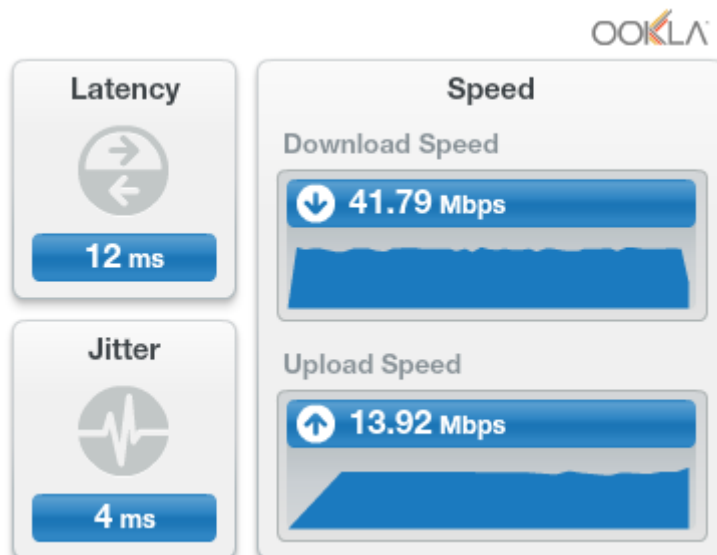 OOKLA
Latency
12 ms
Jitter
4 ms
Speed
Download Speed
41.79 Mbps
Upload Speed
13.92 Mbps